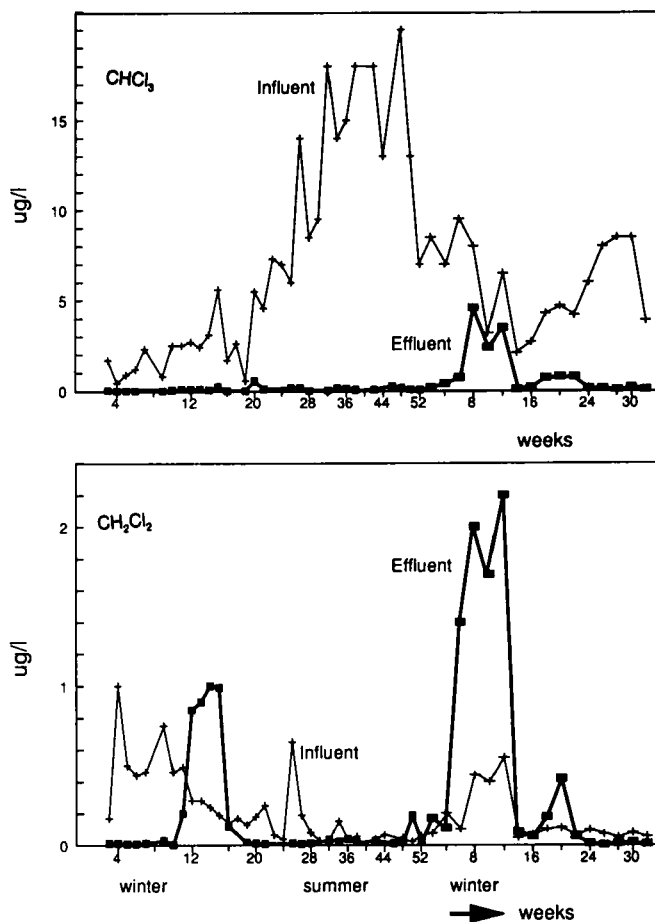 CHCl3
Influent
15
ug/l
10
5
Effluent
0
4 12 20 28 36 44 52 8 16 24 30
weeks
CH2Cl2
2
Effluent
ug/l
1
Influent
0
4 12 20 28 36 44 52 8 16 24 30
winter summer winter
weeks